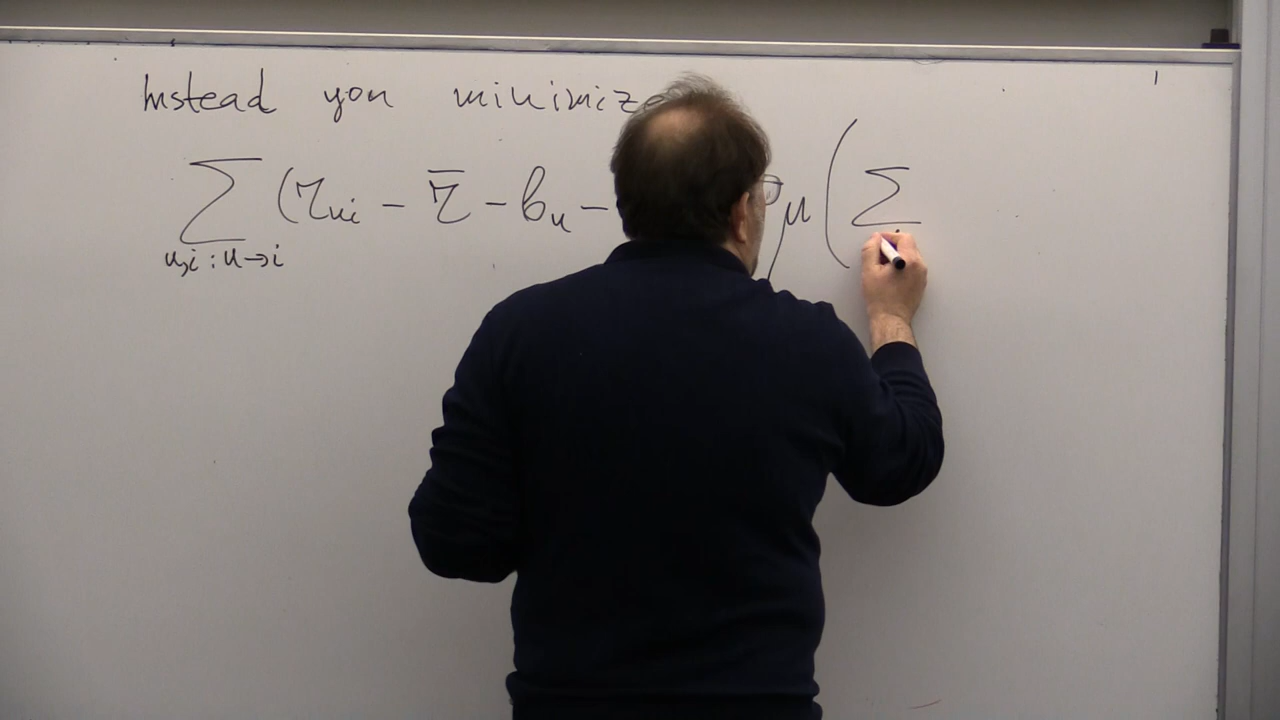 Instead you minimize
∑ (r_ui − r̄ − b_u − μ ( ∑
u,i : u→i